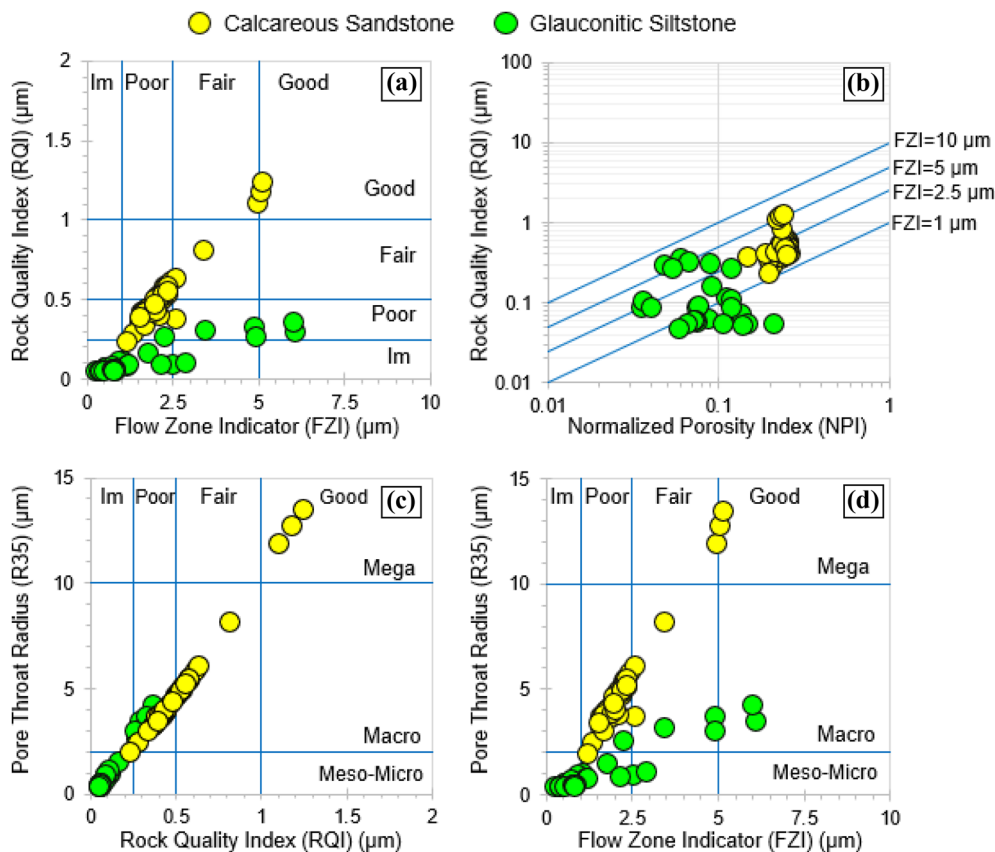 Calcareous Sandstone Glauconitic Siltstone
(a)
Rock Quality Index (RQI) (µm)
2
1.5
1
0.5
0
Im Poor Fair Good
Good
Fair
Poor
Im
0 2.5 5 7.5 10
Flow Zone Indicator (FZI) (µm)
(b)
Rock Quality Index (RQI) (µm)
100
10
1
0.1
0.01
FZI=10 µm
FZI=5 µm
FZI=2.5 µm
FZI=1 µm
0.01 0.1 1
Normalized Porosity Index (NPI)
(c)
Pore Throat Radius (R35) (µm)
15
10
5
0
Im Poor Fair Good
Mega
Macro
Meso-Micro
0 0.5 1 1.5 2
Rock Quality Index (RQI) (µm)
(d)
Pore Throat Radius (R35) (µm)
15
10
5
0
Im Poor Fair Good
Mega
Macro
Meso-Micro
0 2.5 5 7.5 10
Flow Zone Indicator (FZI) (µm)